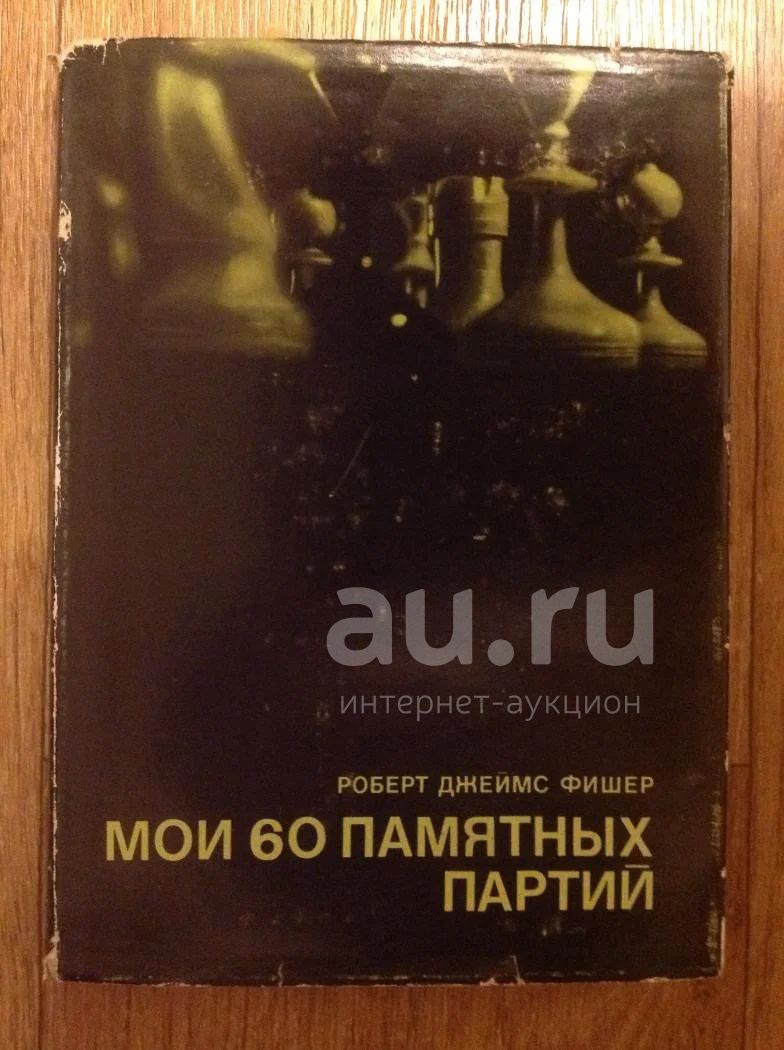 au.ru
интернет-аукцион
РОБЕРТ ДЖЕЙМС ФИШЕР
МОИ 60 ПАМЯТНЫХ
ПАРТИЙ